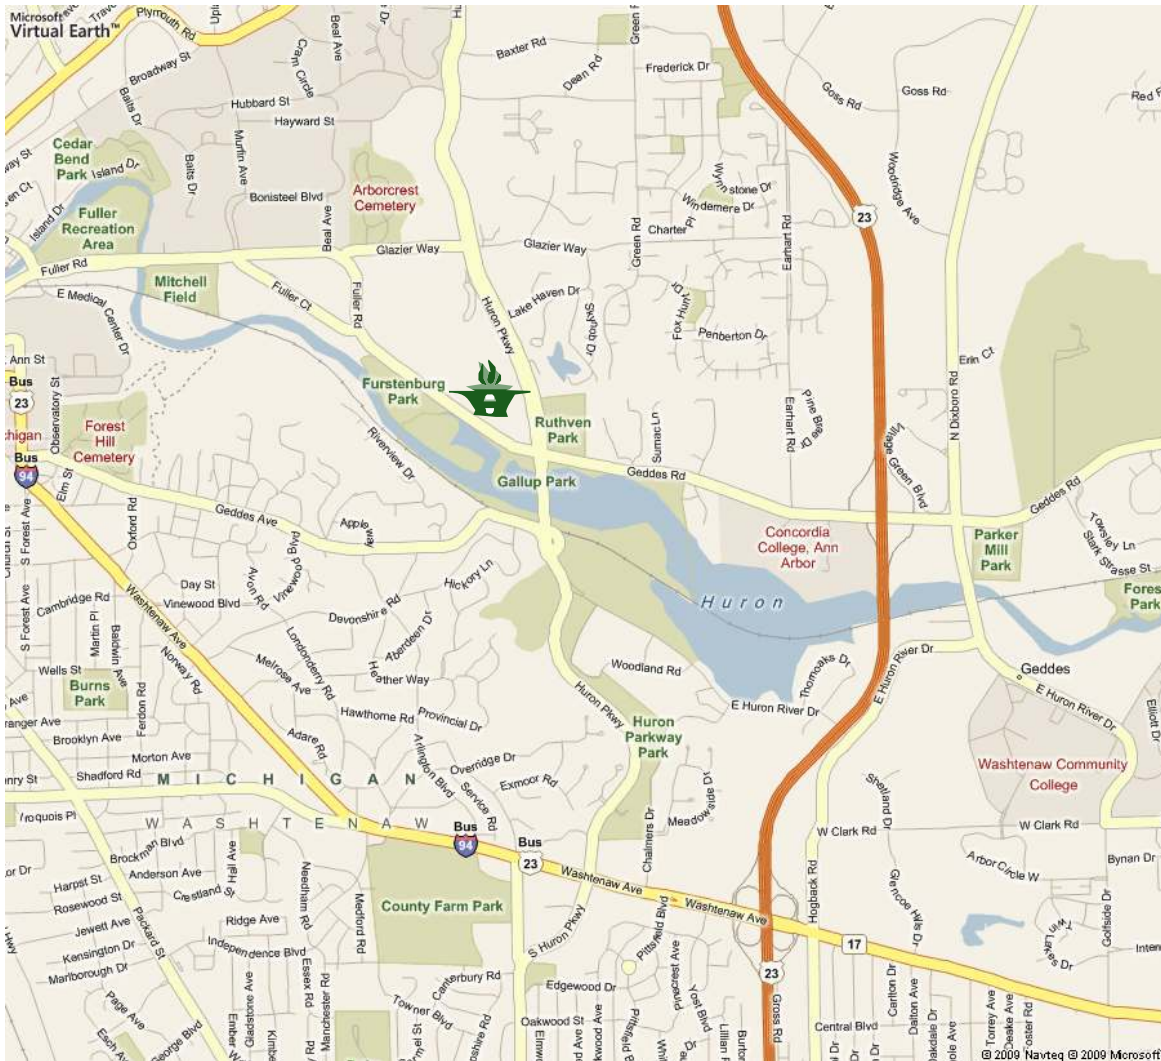 Microsoft
Virtual Earth™
Plymouth Rd
Broadway St
Beal Ave
Cram Circle
Baxter Rd
Dean Rd
Green Rd
Frederick Dr
Goss Rd
Goss Rd
Baits Dr
Hubbard St
Hayward St
Murfin Ave
Cedar
Bend
Park
Island Dr
Baits Dr
Bonisteel Blvd
Beal Ave
Arborcrest
Cemetery
Wynnstone Dr
Windemere Dr
Woodridge Ave
23
Island Dr
Fuller
Recreation
Area
Charter Pl
Green Rd
Earhart Rd
Glazier Way
Glazier Way
Fuller Rd
Mitchell
Field
Fuller Ct
Fuller Rd
Lake Haven Dr
Huron Pkwy
Skynob Dr
Fox Hunt Dr
Penberton Dr
E Medical Center Dr
Ann St
Bus
23
Observatory St
Furstenburg
Park
Ruthven
Park
Sumac Ln
Earhart Rd
Pine Brae Dr
Erin Ct
N Dixboro Rd
Forest
Hill
Cemetery
Bus
94
Elm St
Riverview Dr
Gallup Park
Geddes Rd
Village Green Blvd
Geddes Rd
Oxford Rd
Geddes Ave
Appleway
Concordia
College, Ann
Arbor
Parker
Mill
Park
Towsley Ln
Stark Strasse St
S Forest Ave
Day St
Avon Rd
Vinewood Blvd
Vinewood Blvd
Hickory Ln
Huron
S Forest Ave
Cambridge Rd
Martin Pl
Baldwin Ave
Washtenaw Ave
Devonshire Rd
Aberdeen Dr
Wells St
Burns
Park
Norway Rd
Melrose Ave
Londonderry Rd
Heather Way
Woodland Rd
Thornoaks Dr
E Huron River Dr
E Huron River Dr
Geddes
E Huron River Dr
Ferdon Rd
Hawthorne Rd
Provincial Dr
Huron Pkwy
Huron
Parkway
Park
Elliott Dr
Brooklyn Ave
Morton Ave
Shadford Rd
Adare Rd
Arlington Blvd
Overidge Dr
Exmoor Rd
Service Rd
Washtenaw Community
College
MICHIGAN
WASHTENAW
Meadowside Dr
Chalmers Dr
Shetland Dr
W Clark Rd
W Clark Rd
Bus
94
Bus
23
Iroquois Pl
Brockman Blvd
Anderson Ave
Hall Ave
Harpst St
Rosewood St
Crestland St
Needham Rd
Medford Rd
County Farm Park
Washtenaw Ave
Washtenaw Ave
Hogback Rd
Glencoe Hills Dr
Arbor Circle W
Bynan Dr
Golfside Dr
Twin Lakes Dr
17
Jewett Ave
Kensington Dr
Marlborough Dr
Packard St
Ridge Ave
Independence Blvd
Essex Rd
Manchester Rd
S Huron Pkwy
Pittsfield Blvd
23
Page Ave
Gladstone Ave
Ember
Canterbury Rd
Towner Blvd
Edgewood Dr
Oakwood St
Pinecrest Ave
Yost Blvd
Gross Rd
Carlton Dr
Dalton Ave
Central Blvd
Torrey Ave
Deake Ave
Foster Rd
© 2009 Navteq © 2009 Microsoft